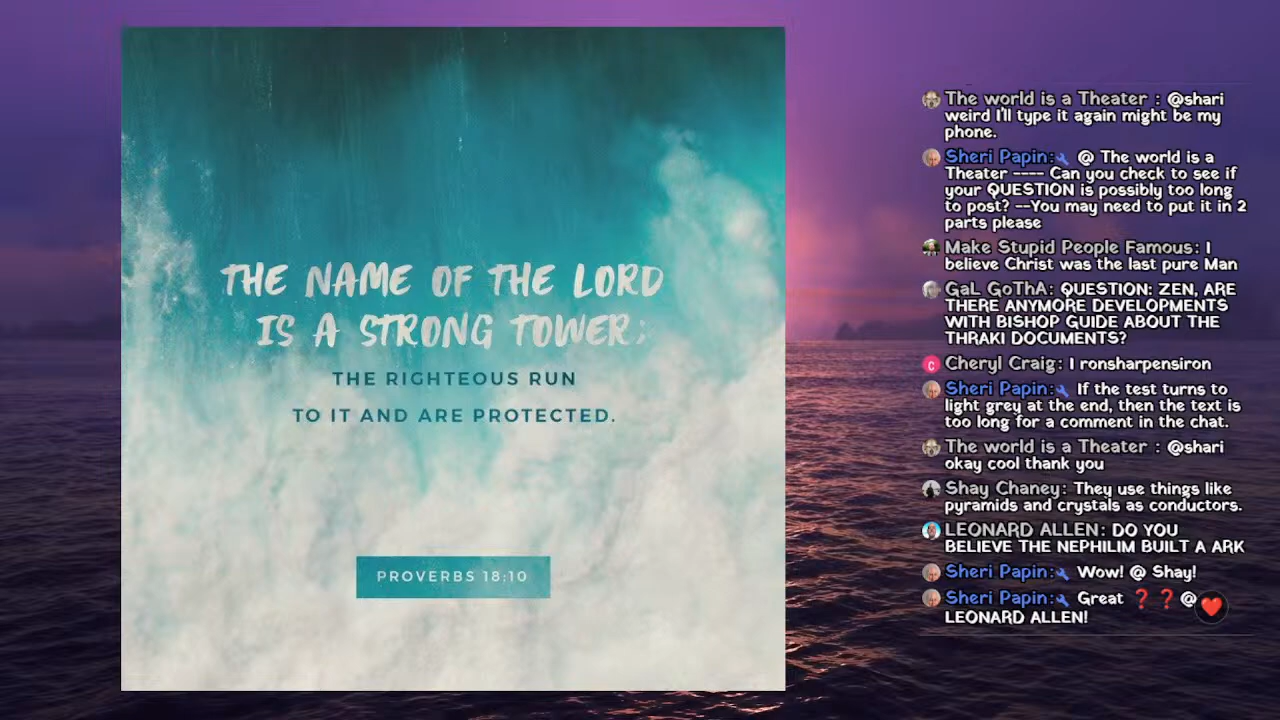 THE NAME OF THE LORD
IS A STRONG TOWER;
THE RIGHTEOUS RUN
TO IT AND ARE PROTECTED.
PROVERBS 18:10
The world is a Theater : @shari
weird I'll type it again might be my
phone.
Sheri Papin: @ The world is a
Theater ---- Can you check to see if
your QUESTION is possibly too long
to post? --You may need to put it in 2
parts please
Make Stupid People Famous: I
believe Christ was the last pure Man
GaL GoThA: QUESTION: ZEN, ARE
THERE ANYMORE DEVELOPMENTS
WITH BISHOP GUIDE ABOUT THE
THRAKI DOCUMENTS?
C Cheryl Craig: I ronsharpensiron
Sheri Papin: If the test turns to
light grey at the end, then the text is
too long for a comment in the chat.
The world is a Theater : @shari
okay cool thank you
Shay Chaney: They use things like
pyramids and crystals as conductors.
LEONARD ALLEN: DO YOU
BELIEVE THE NEPHILIM BUILT A ARK
Sheri Papin: Wow! @ Shay!
Sheri Papin: Great ❓ ❓ @
LEONARD ALLEN!